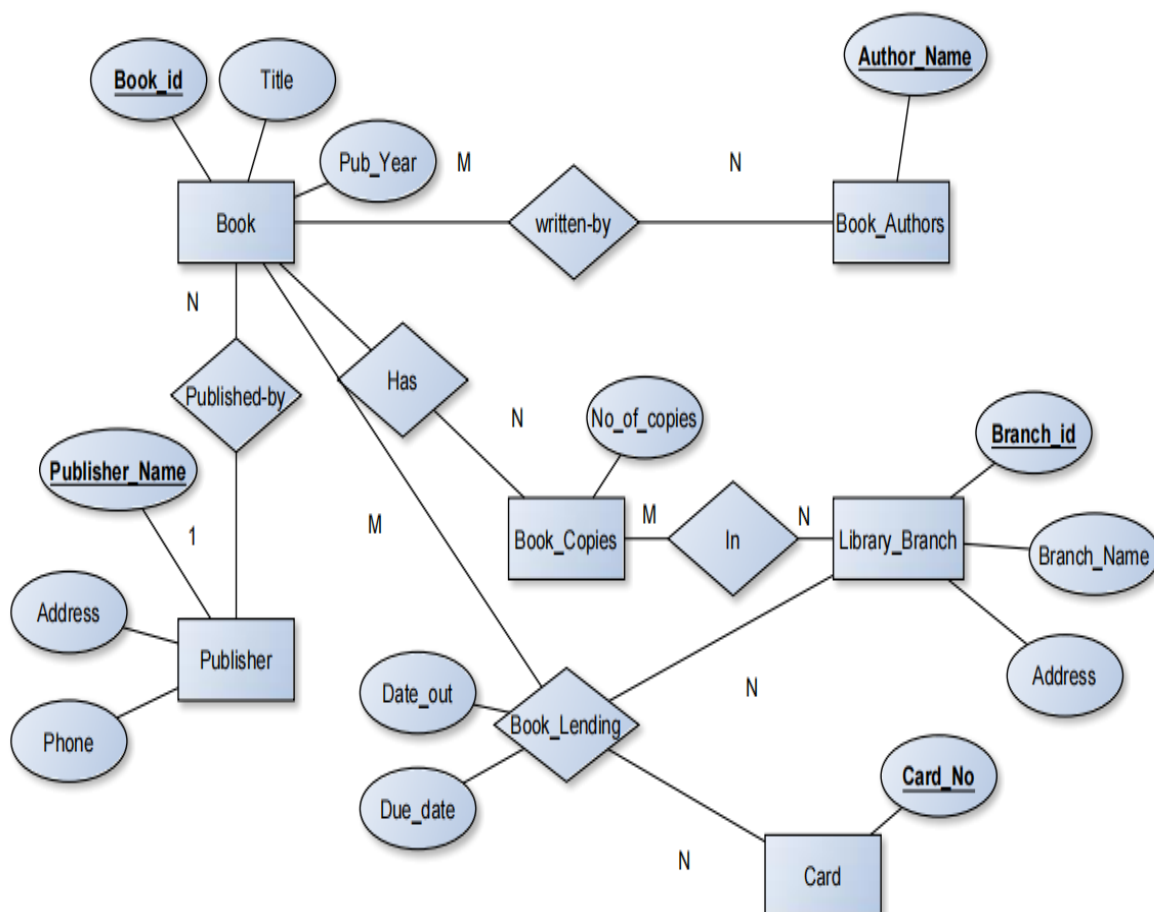 Author_Name
Book_id
Title
Pub_Year
M
N
Book
written-by
Book_Authors
N
Has
Published-by
No_of_copies
N
Branch_id
Publisher_Name
M
1
M
N
Book_Copies
In
Library_Branch
Branch_Name
Address
Publisher
Address
Date_out
N
Book_Lending
Phone
Card_No
Due_date
N
Card